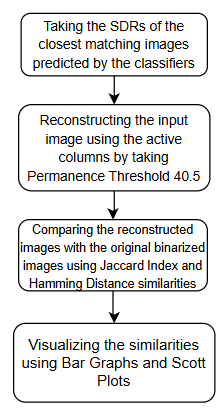 Taking the SDRs of the
closest matching images
predicted by the classifiers
Reconstructing the input
image using the active
columns by taking
Permanence Threshold 40.5
Comparing the reconstructed
images with the original binarized
images using Jaccard Index and
Hamming Distance similarities
Visualizing the similarities
using Bar Graphs and Scott
Plots